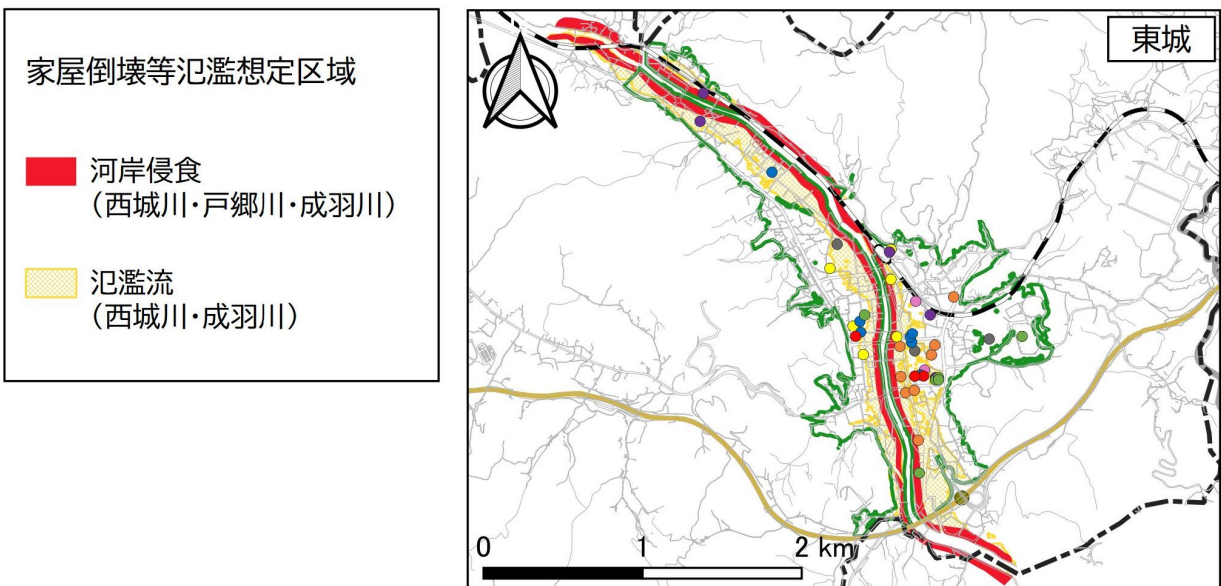 家屋倒壊等氾濫想定区域
河岸侵食
（西城川・戸郷川・成羽川）
氾濫流
（西城川・成羽川）
東城
0 1 2 km